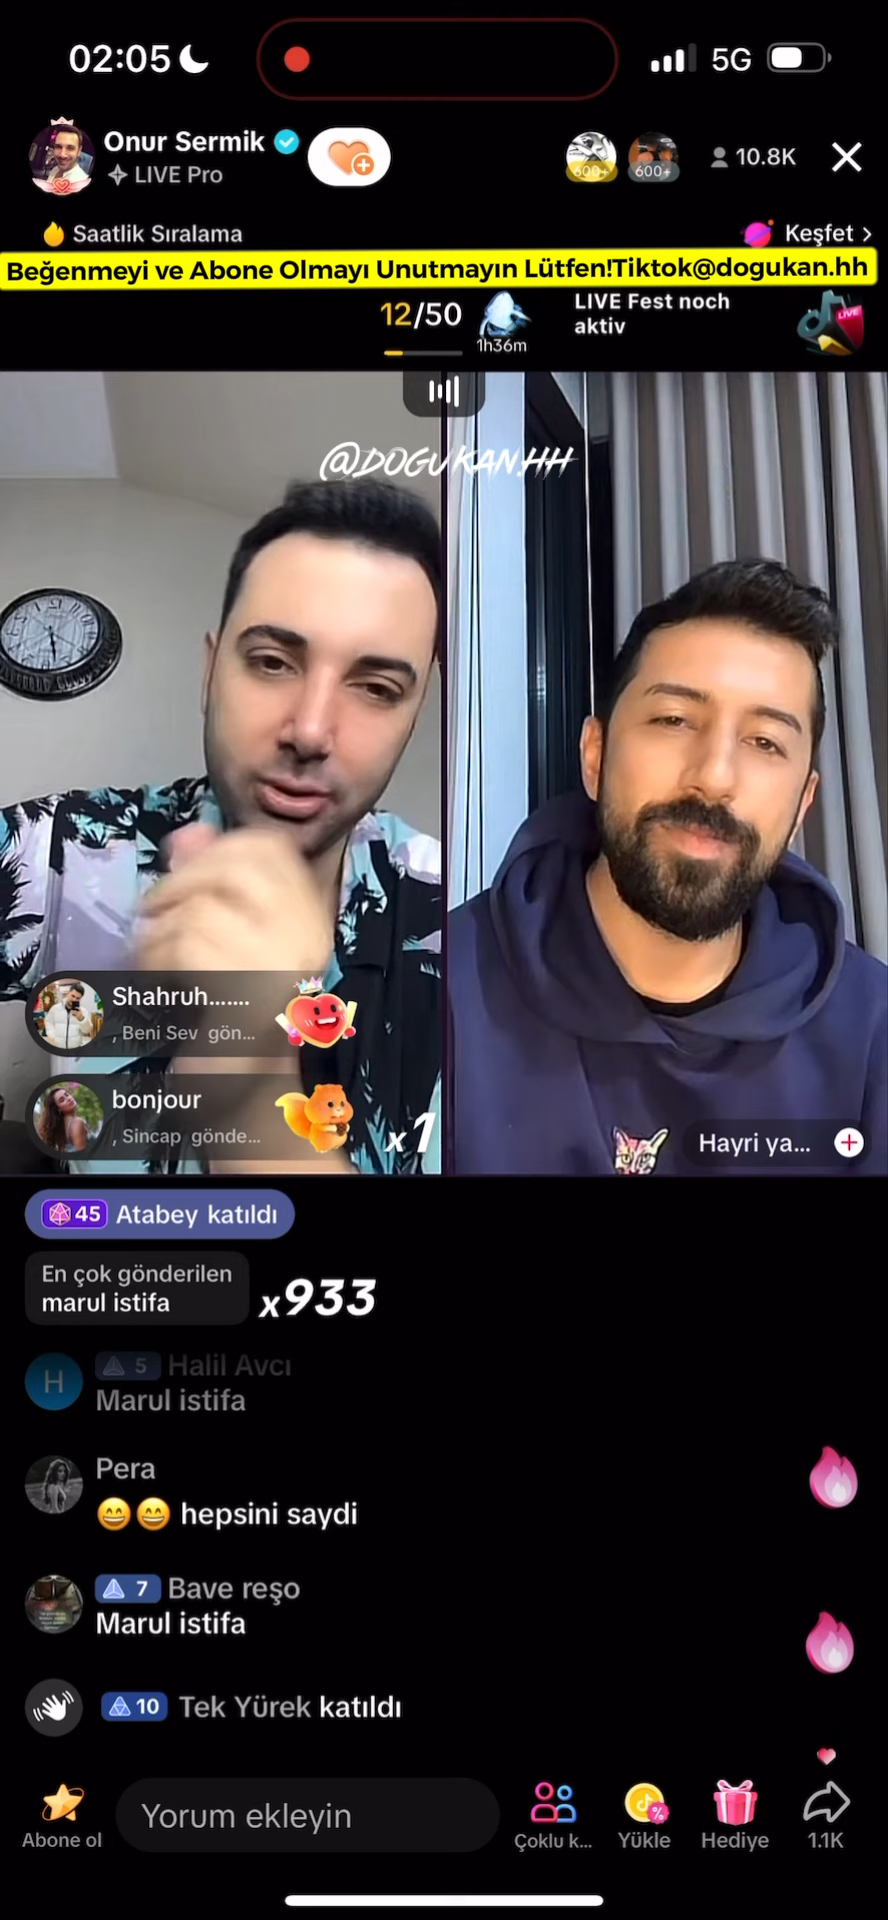 02:05
5G
Onur Sermik
LIVE Pro
600+
600+
10.8K
Saatlik Sıralama
Keşfet >
Beğenmeyi ve Abone Olmayı Unutmayın Lütfen!Tiktok@dogukan.hh
12/50
1h36m
LIVE Fest noch
aktiv
LIVE
@DOGUKAN.HH
Shahruh.......
, Beni Sev gön...
bonjour
, Sincap gönde...
x1
Hayri ya...
45 Atabey katıldı
En çok gönderilen
marul istifa
x933
H
5 Halil Avcı
Marul istifa
Pera
😄😄 hepsini saydi
7 Bave reşo
Marul istifa
10 Tek Yürek katıldı
Abone ol
Yorum ekleyin
Çoklu k...
Yükle
Hediye
1.1K